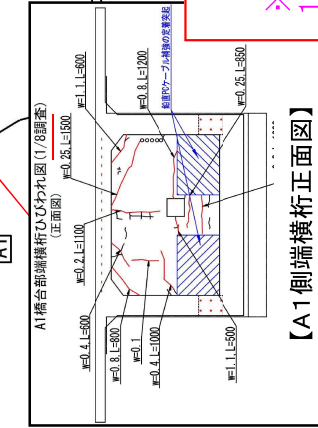 A1
A1橋台部端横桁ひびわれ図(1/8調査)
(正面図)
w=1.1,L=600
w=0.25,L=1500
w=0.2,L=1100
w=0.4,L=600
w=0.8,L=800
w=0.1
w=0.4,L=1000
w=0.8,L=1200
鉛直PCケーブル補強の定着突起
w=0.25,L=850
w=1.1,L=500
【A1側端横桁正面図】
※
1